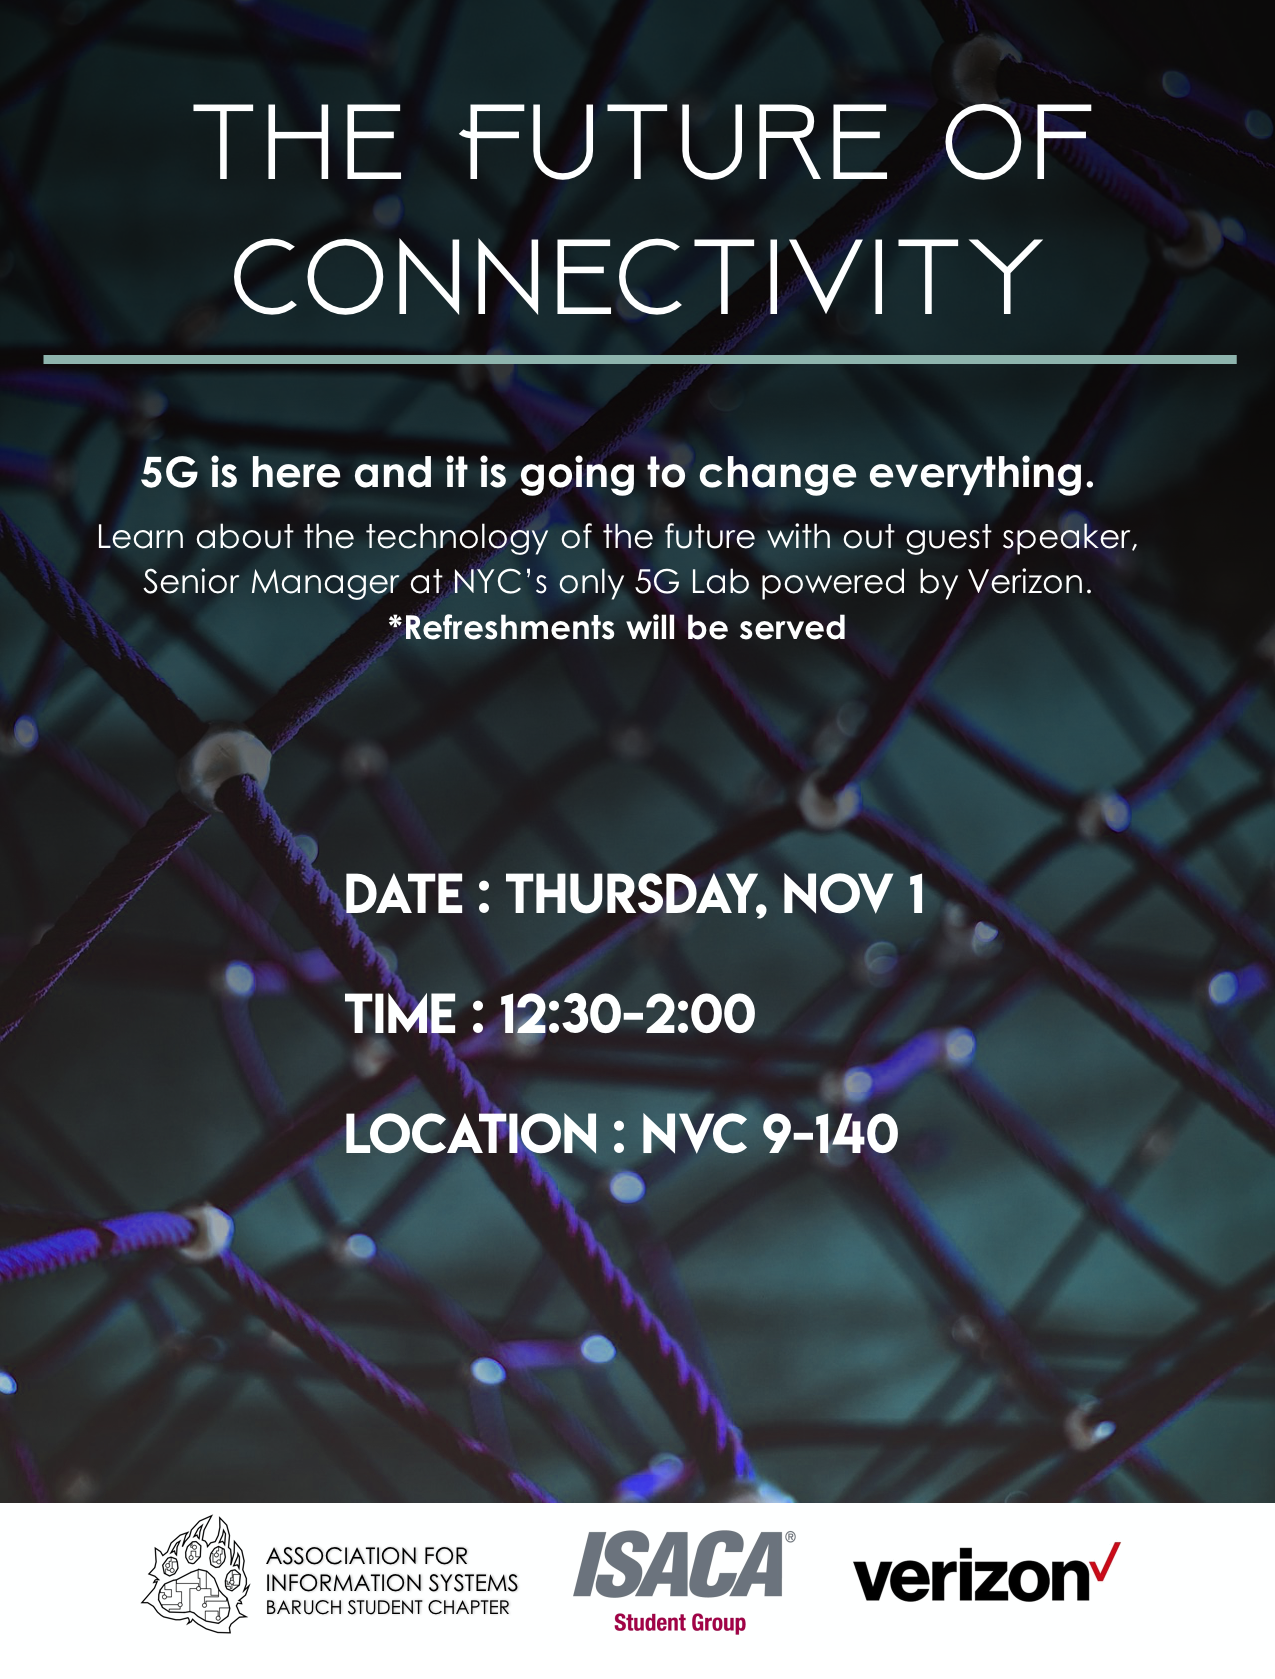 THE FUTURE OF
CONNECTIVITY
5G is here and it is going to change everything.
Learn about the technology of the future with out guest speaker,
Senior Manager at NYC's only 5G Lab powered by Verizon.
*Refreshments will be served
DATE : THURSDAY, NOV 1
TIME : 12:30-2:00
LOCATION : NVC 9-140
ASSOCIATION FOR
INFORMATION SYSTEMS
BARUCH STUDENT CHAPTER
ISACA®
Student Group
verizon